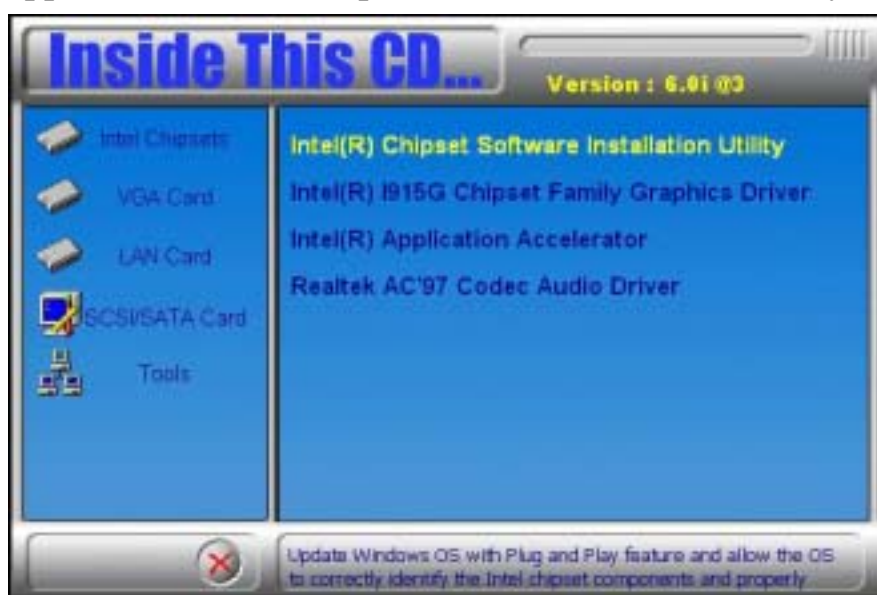 Inside This CD...
Version : 6.0i @3
Intel Chipsets
VGA Card
LAN Card
SCSI/SATA Card
Tools
Intel(R) Chipset Software Installation Utility
Intel(R) I915G Chipset Family Graphics Driver
Intel(R) Application Accelerator
Realtek AC'97 Codec Audio Driver
Update Windows OS with Plug and Play feature and allow the OS
to correctly identify the Intel chipset components and properly